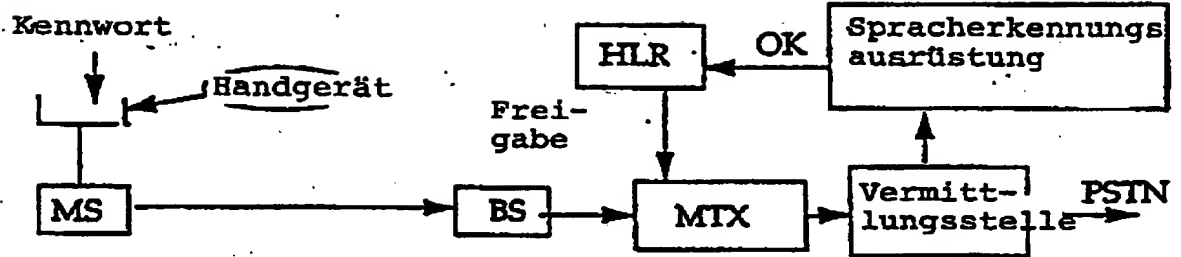 Kennwort
Handgerät
MS
BS
Frei-
gabe
HLR
OK
Spracherkennungs
ausrüstung
MTX
Vermitt-
lungsstelle
PSTN